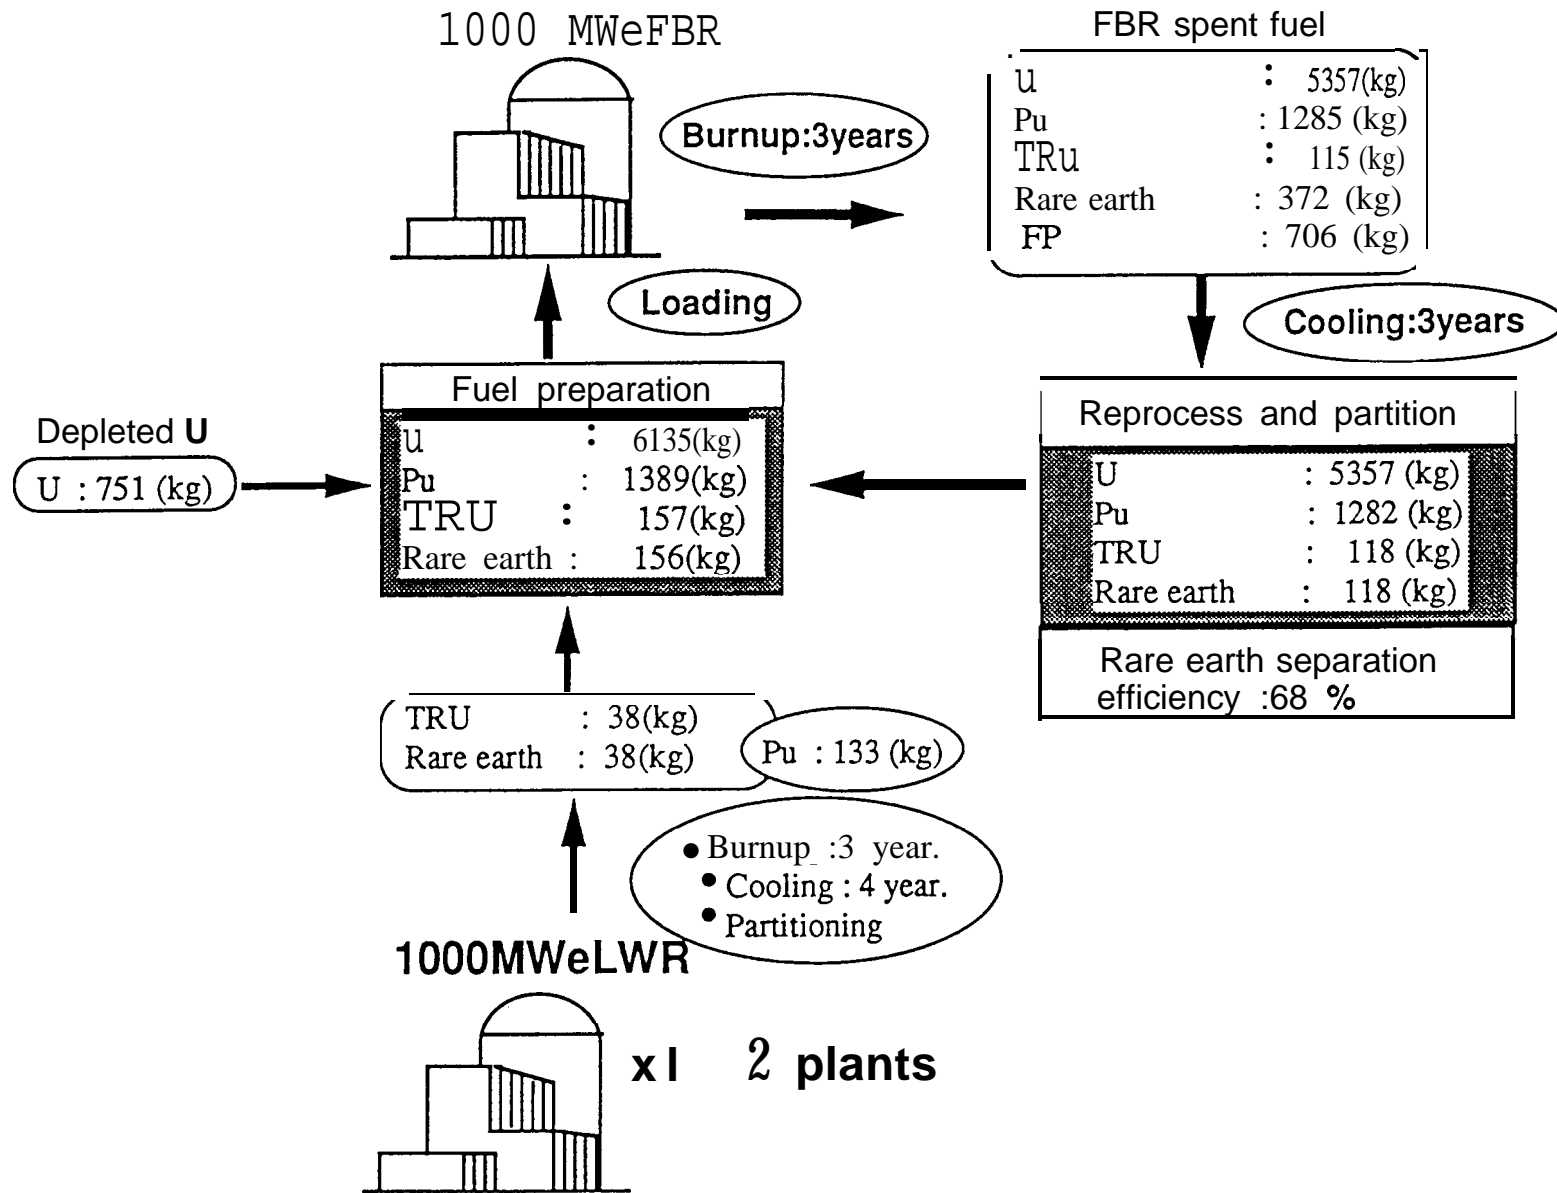 1000 MWeFBR
Burnup:3years
FBR spent fuel
u : 5357(kg)
Pu : 1285 (kg)
TRu : 115 (kg)
Rare earth : 372 (kg)
FP : 706 (kg)
Loading
Cooling:3years
Fuel preparation
u : 6135(kg)
Pu : 1389(kg)
TRU : 157(kg)
Rare earth : 156(kg)
Depleted U
U : 751 (kg)
Reprocess and partition
U : 5357 (kg)
Pu : 1282 (kg)
TRU : 118 (kg)
Rare earth : 118 (kg)
Rare earth separation
efficiency :68 %
TRU : 38(kg)
Rare earth : 38(kg)
Pu : 133 (kg)
• Burnup :3 year.
• Cooling : 4 year.
• Partitioning
1000MWeLWR
x I 2 plants